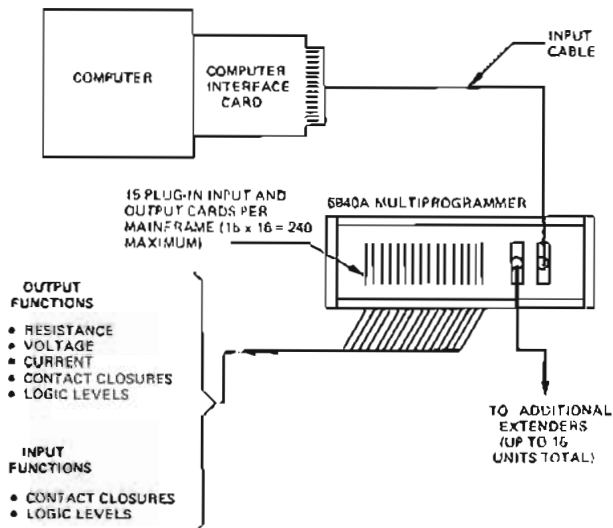 COMPUTER
COMPUTER
INTERFACE
CARD
INPUT
CABLE
15 PLUG-IN INPUT AND
OUTPUT CARDS PER
MAINFRAME (15 x 16 = 240
MAXIMUM)
6940A MULTIPROGRAMMER
OUTPUT
FUNCTIONS
• RESISTANCE
• VOLTAGE
• CURRENT
• CONTACT CLOSURES
• LOGIC LEVELS
INPUT
FUNCTIONS
• CONTACT CLOSURES
• LOGIC LEVELS
TO ADDITIONAL
EXTENDERS
(UP TO 16
UNITS TOTAL)